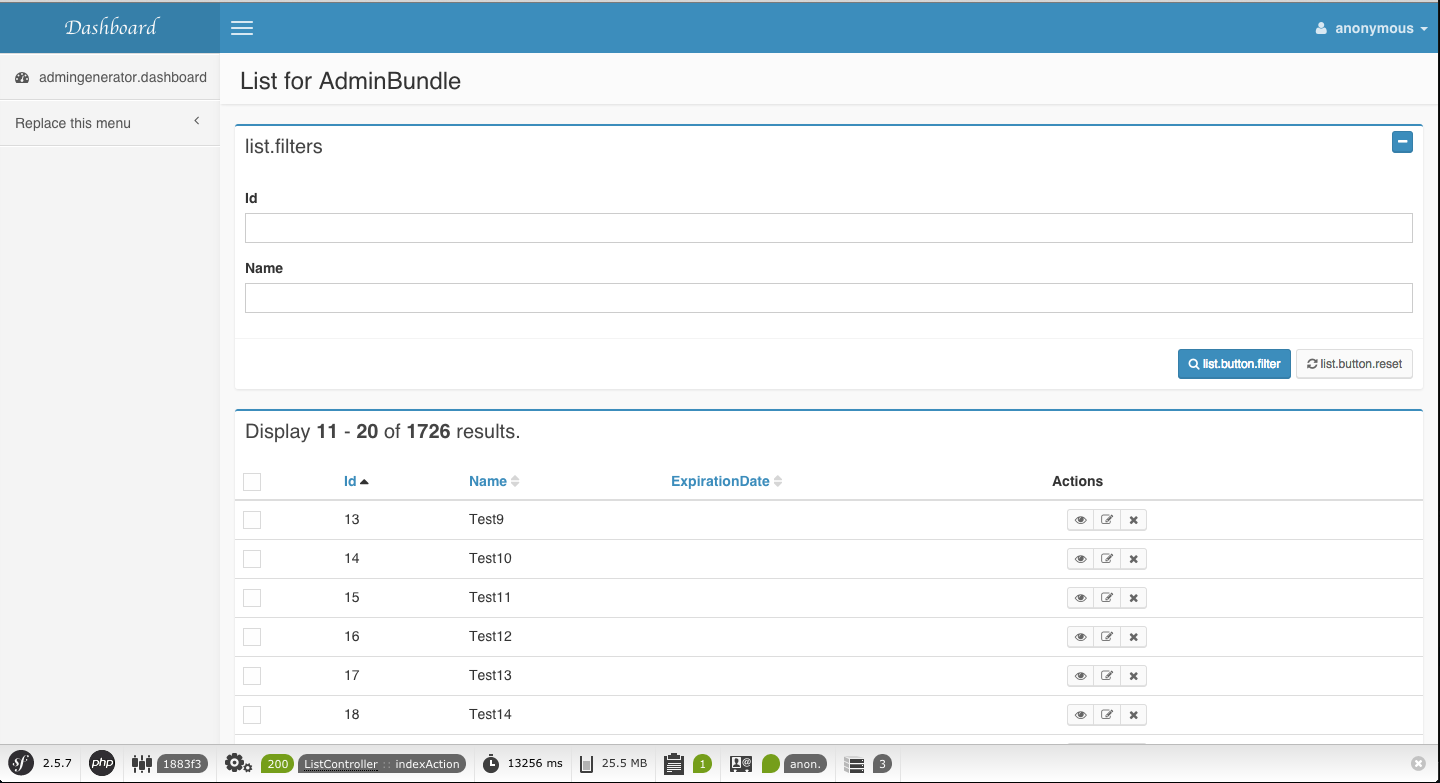 Dashboard
anonymous
admingenerator.dashboard
Replace this menu
List for AdminBundle
list.filters
Id
Name
list.button.filter list.button.reset
Display 11 - 20 of 1726 results.
Id Name ExpirationDate Actions
13 Test9
14 Test10
15 Test11
16 Test12
17 Test13
18 Test14
sf 2.5.7 php 1883f3 200 ListController :: indexAction 13256 ms 25.5 MB 1 anon. 3